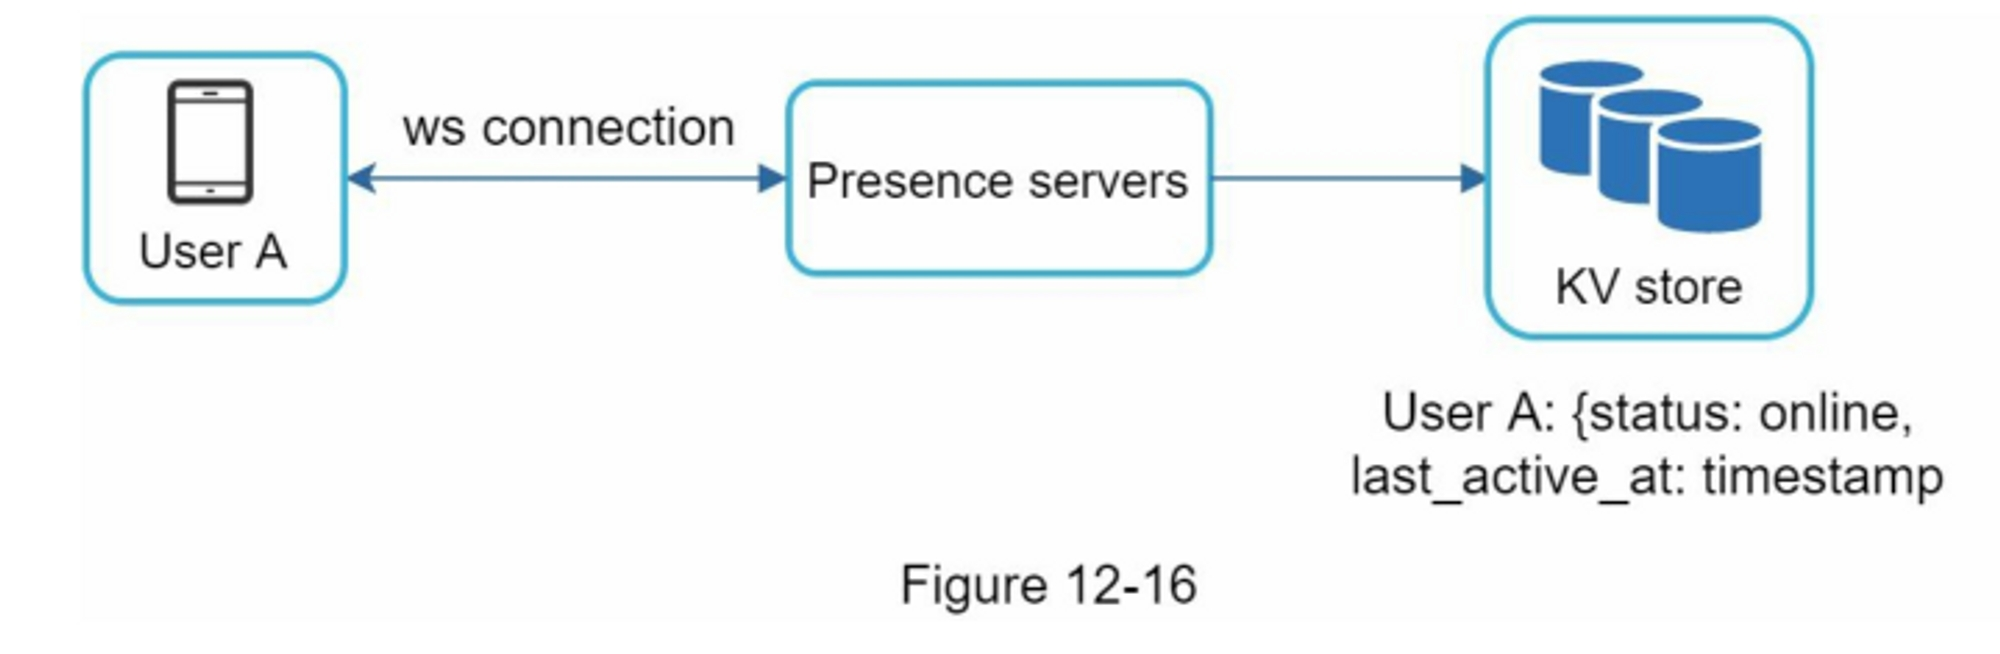 ws connection
User A
Presence servers
KV store
User A: {status: online,
last_active_at: timestamp
Figure 12-16